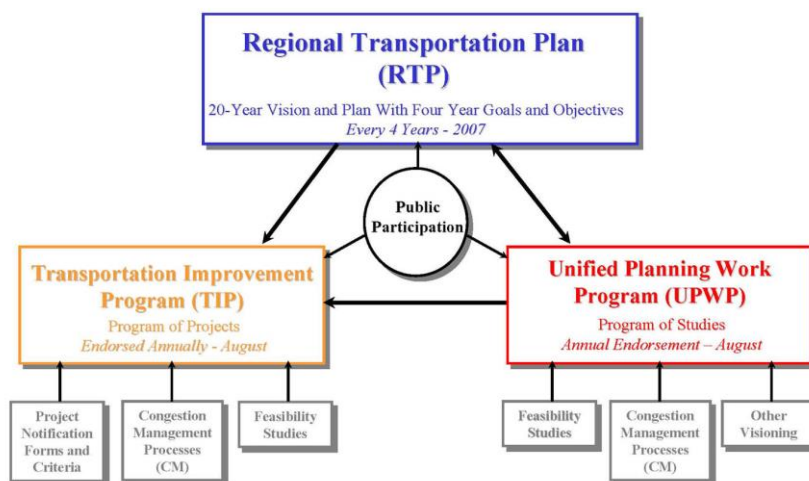 Regional Transportation Plan
(RTP)
20-Year Vision and Plan With Four Year Goals and Objectives
Every 4 Years - 2007
Public
Participation
Transportation Improvement
Program (TIP)
Program of Projects
Endorsed Annually - August
Unified Planning Work
Program (UPWP)
Program of Studies
Annual Endorsement – August
Project
Notification
Forms and
Criteria
Congestion
Management
Processes
(CM)
Feasibility
Studies
Feasibility
Studies
Congestion
Management
Processes
(CM)
Other
Visioning